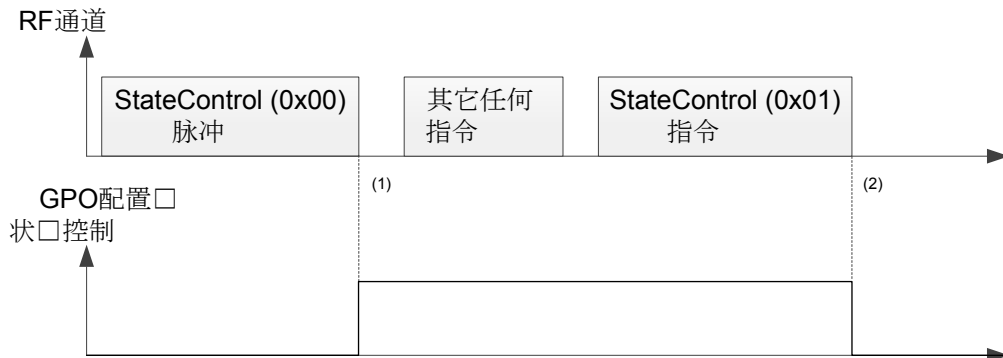 RF通道
StateControl (0x00)
脉冲
其它任何
指令
StateControl (0x01)
指令
(1)
(2)
GPO配置□
状□控制